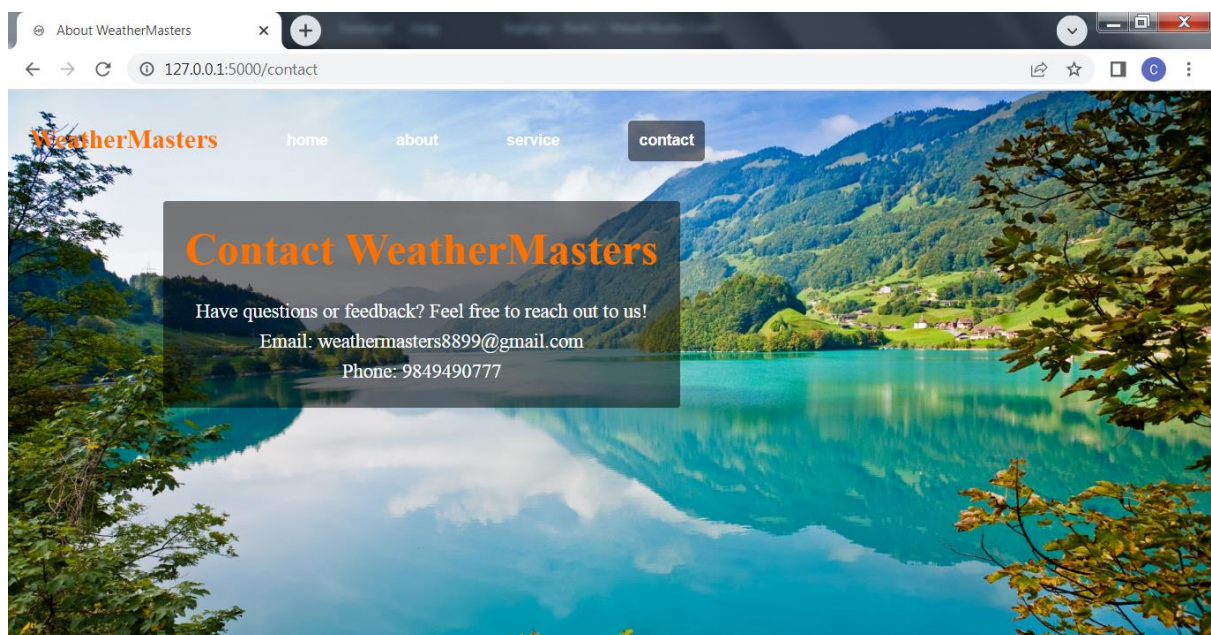 About WeatherMasters
127.0.0.1:5000/contact
C
WeatherMasters home about service contact
Contact WeatherMasters
Have questions or feedback? Feel free to reach out to us!
Email: weathermasters8899@gmail.com
Phone: 9849490777